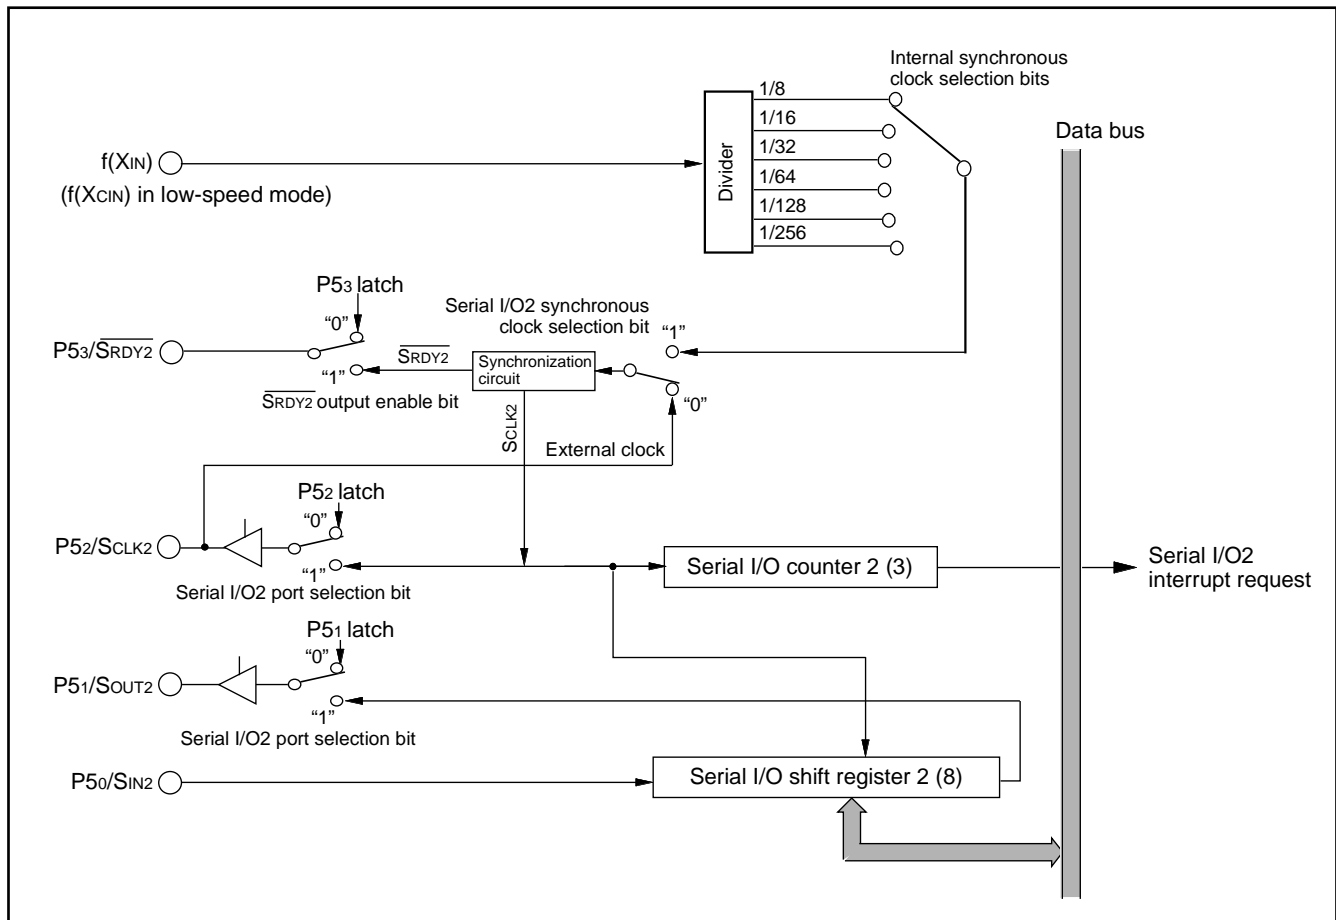 Internal synchronous
clock selection bits
1/8
1/16
1/32
1/64
1/128
1/256
Divider
Data bus
f(XIN)
(f(XCIN) in low-speed mode)
P53 latch
“0”
Serial I/O2 synchronous
clock selection bit
“1”
P53/SRDY2
SRDY2
Synchronization
circuit
“1”
SRDY2 output enable bit
“0”
SCLK2
External clock
P52 latch
“0”
P52/SCLK2
“1”
Serial I/O2 port selection bit
Serial I/O counter 2 (3)
Serial I/O2
interrupt request
P51 latch
“0”
P51/SOUT2
“1”
Serial I/O2 port selection bit
P50/SIN2
Serial I/O shift register 2 (8)